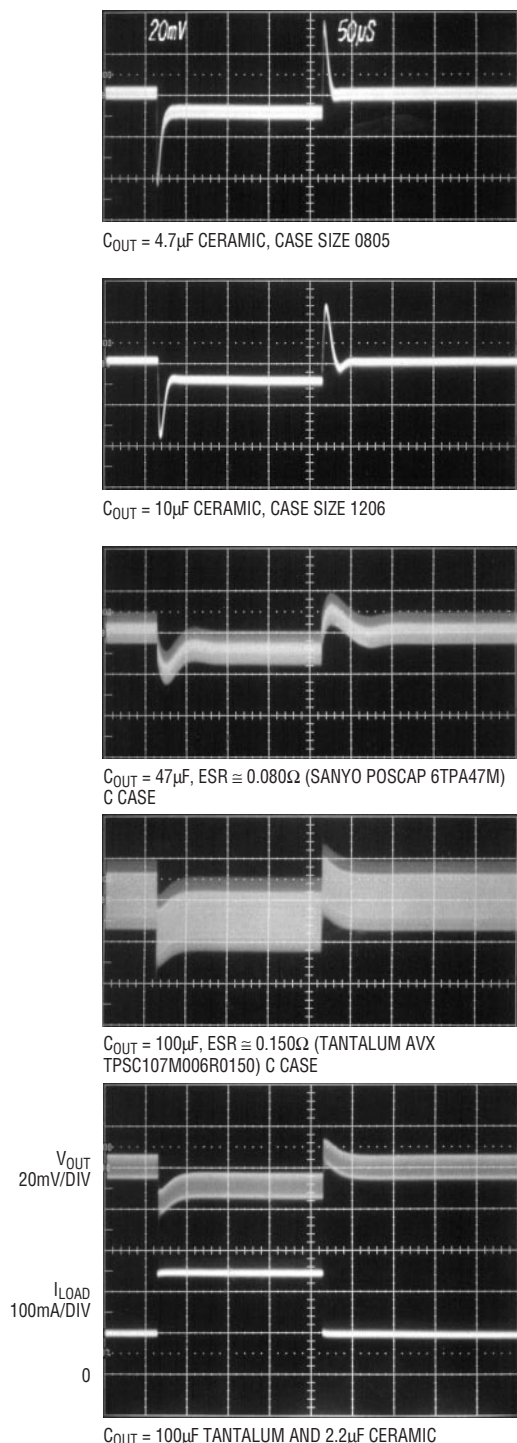 20mV 50µS
C_OUT = 4.7µF CERAMIC, CASE SIZE 0805
C_OUT = 10µF CERAMIC, CASE SIZE 1206
C_OUT = 47µF, ESR ≅ 0.080Ω (SANYO POSCAP 6TPA47M)
C CASE
C_OUT = 100µF, ESR ≅ 0.150Ω (TANTALUM AVX
TPSC107M006R0150) C CASE
V_OUT
20mV/DIV
I_LOAD
100mA/DIV
0
C_OUT = 100µF TANTALUM AND 2.2µF CERAMIC